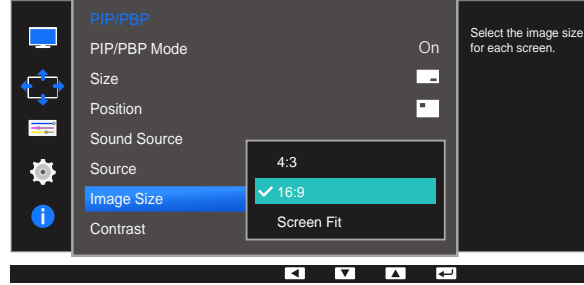 PIP/PBP
PIP/PBP Mode On
Size
Position
Sound Source
Source
Image Size
Contrast
4:3
16:9
Screen Fit
Select the image size
for each screen.